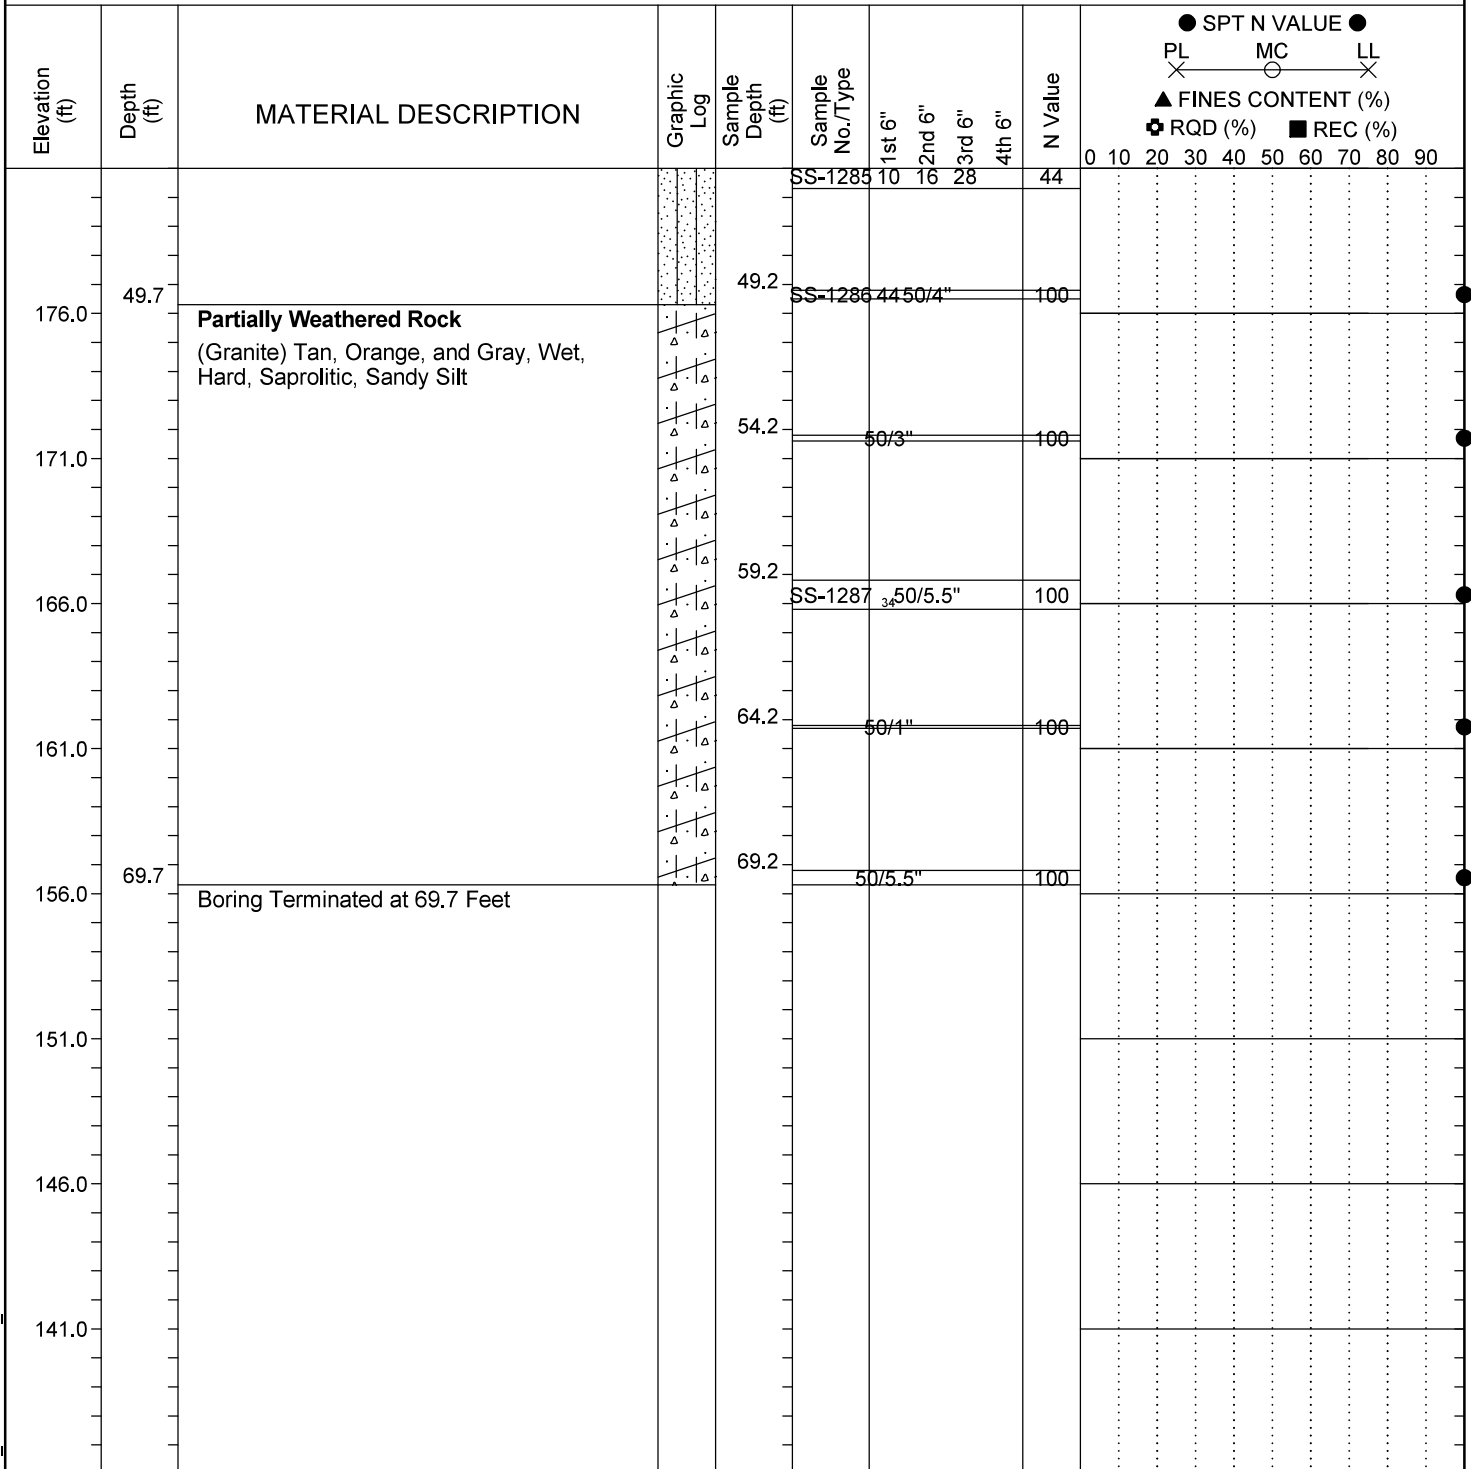 ● SPT N VALUE ●
PL MC LL
▲ FINES CONTENT (%)
RQD (%) ■ REC (%)
Elevation (ft)
Depth (ft)
MATERIAL DESCRIPTION
Graphic Log
Sample Depth (ft)
Sample No./Type
1st 6"
2nd 6"
3rd 6"
4th 6"
N Value
0 10 20 30 40 50 60 70 80 90
SS-1285 10 16 28 44
49.7 49.2 SS-1286 44 50/4" 100
176.0
Partially Weathered Rock
(Granite) Tan, Orange, and Gray, Wet,
Hard, Saprolitic, Sandy Silt
54.2 50/3" 100
171.0
59.2
166.0 SS-1287 34 50/5.5" 100
64.2 50/1" 100
161.0
69.7 69.2 50/5.5" 100
156.0
Boring Terminated at 69.7 Feet
151.0
146.0
141.0